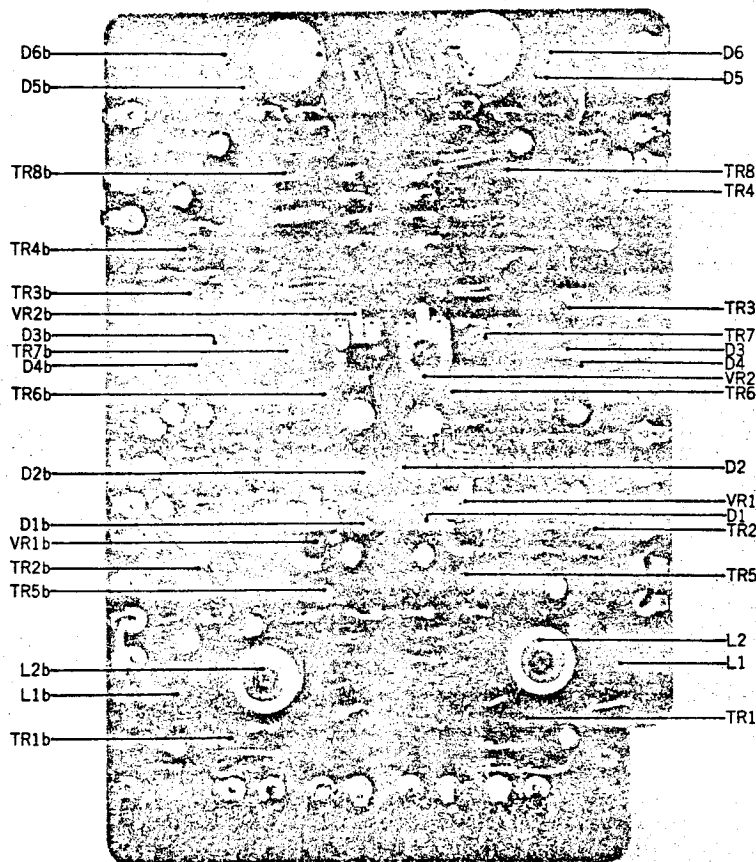 D6b
D5b
TR8b
TR4b
TR3b
VR2b
D3b
TR7b
D4b
TR6b
D2b
D1b
VR1b
TR2b
TR5b
L2b
L1b
TR1b
D6
D5
TR8
TR4
TR3
TR7
D3
D4
VR2
TR6
D2
VR1
D1
TR2
TR5
L2
L1
TR1